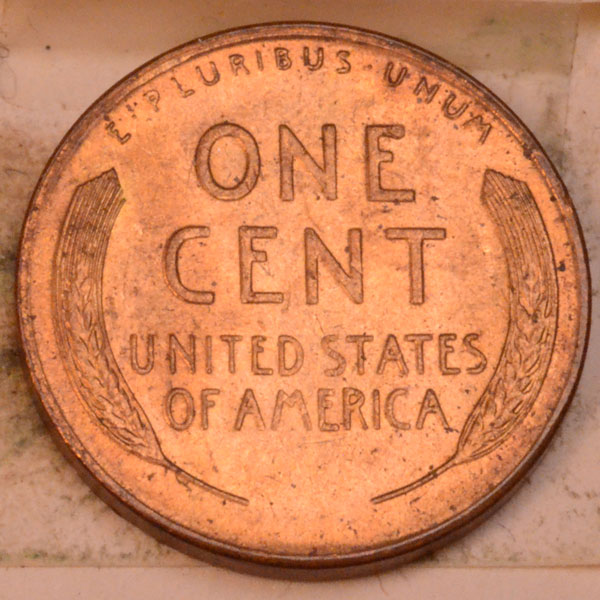 E PLURIBUS UNUM
ONE
CENT
UNITED STATES
OF AMERICA